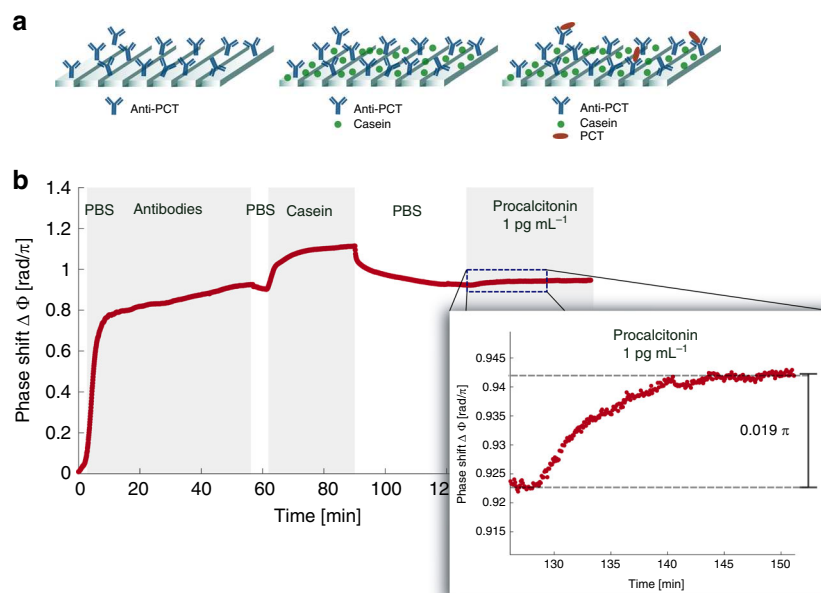 a
Anti-PCT
Anti-PCT
Casein
Anti-PCT
Casein
PCT
b
Phase shift Δ Φ [rad/π]
1.4
1.2
1
0.8
0.6
0.4
0.2
0
PBS
Antibodies
PBS
Casein
PBS
Procalcitonin
1 pg mL⁻¹
0
20
40
60
80
100
Time [min]
Procalcitonin
1 pg mL⁻¹
Phase shift Δ Φ [rad/π]
0.945
0.94
0.935
0.93
0.925
0.92
0.915
0.019 π
130
135
140
145
150
Time [min]